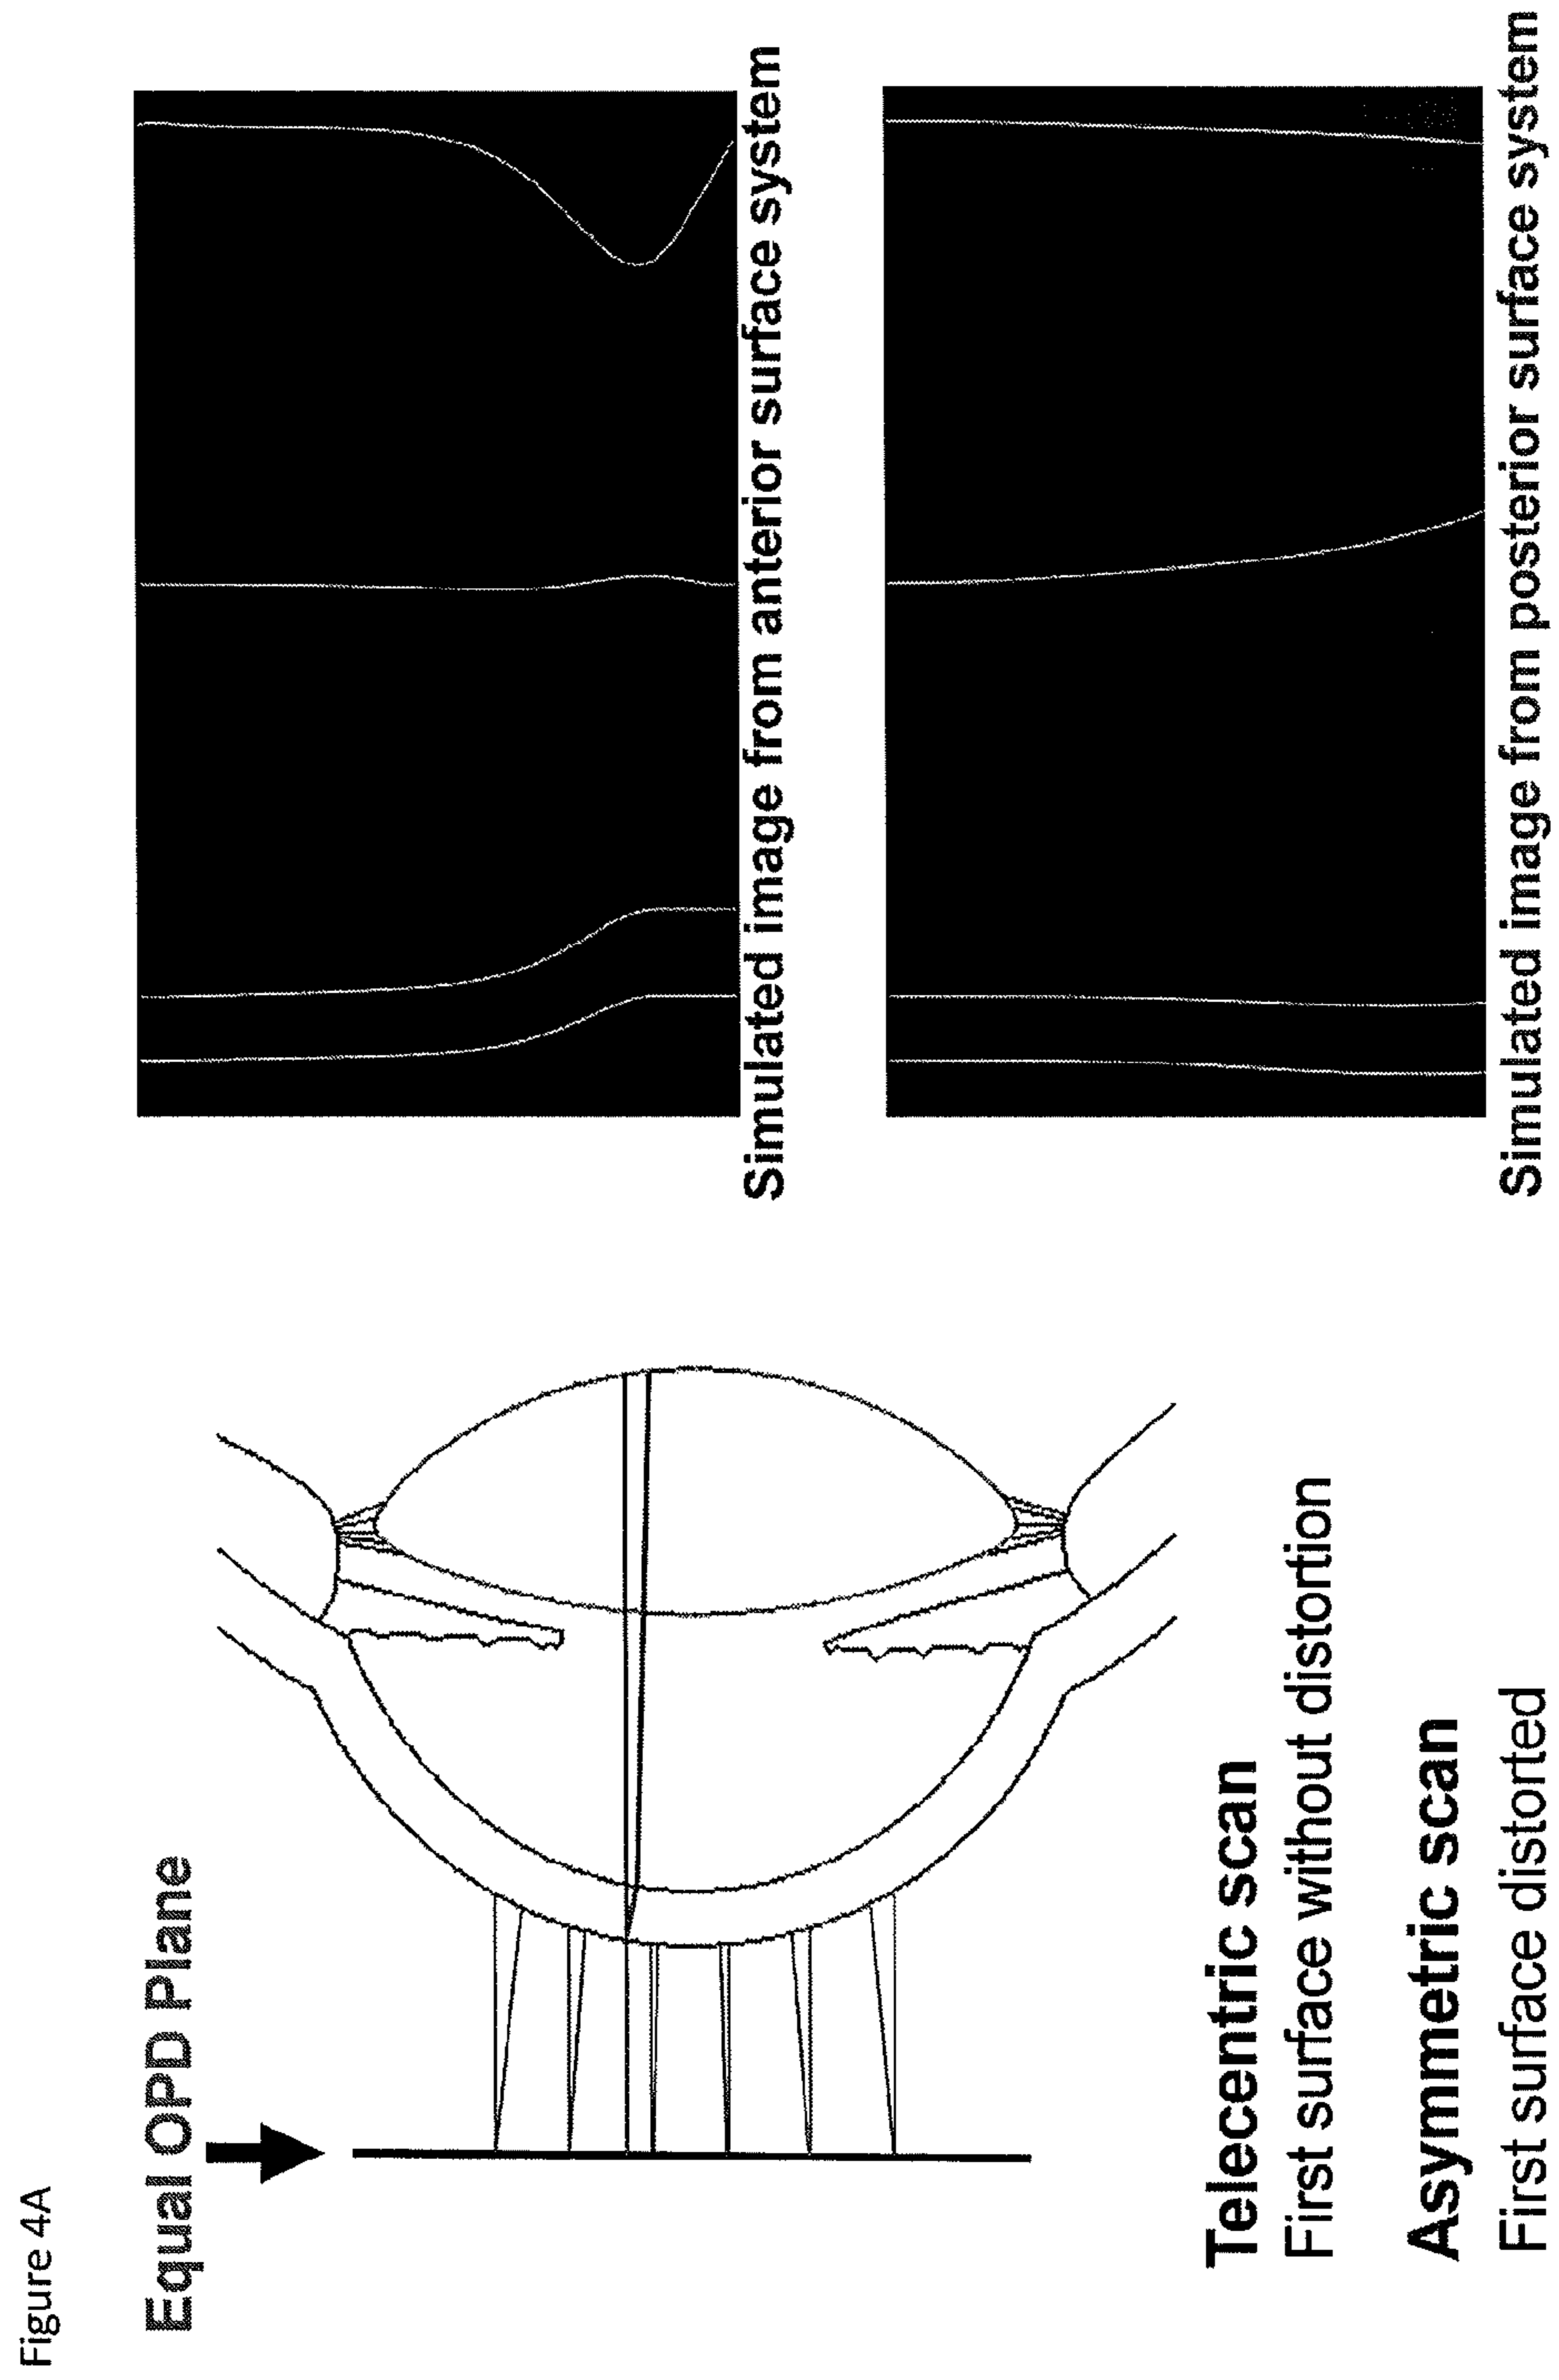 Figure 4A
Equal OPD Plane
Simulated image from anterior surface system
Telecentric scan
First surface without distortion
Asymmetric scan
First surface distorted
Simulated image from posterior surface system